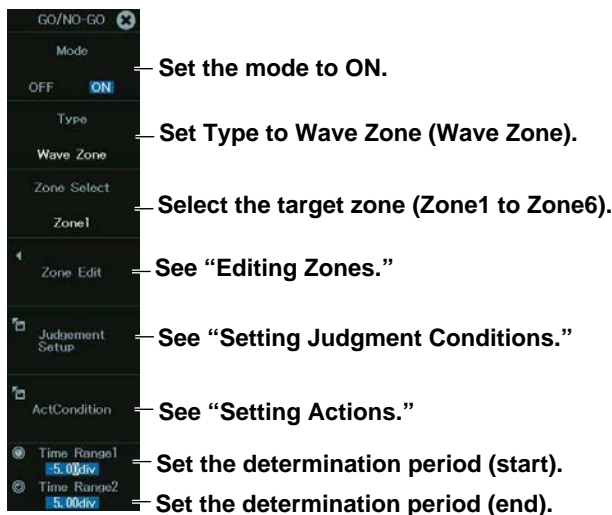 GO/NO-GO
Mode
OFF ON
Set the mode to ON.
Type
Wave Zone
Set Type to Wave Zone (Wave Zone).
Zone Select
Zone1
Select the target zone (Zone1 to Zone6).
Zone Edit
See “Editing Zones.”
Judgement
Setup
See “Setting Judgment Conditions.”
ActCondition
See “Setting Actions.”
Time Range1
-5.00div
Set the determination period (start).
Time Range2
5.00div
Set the determination period (end).